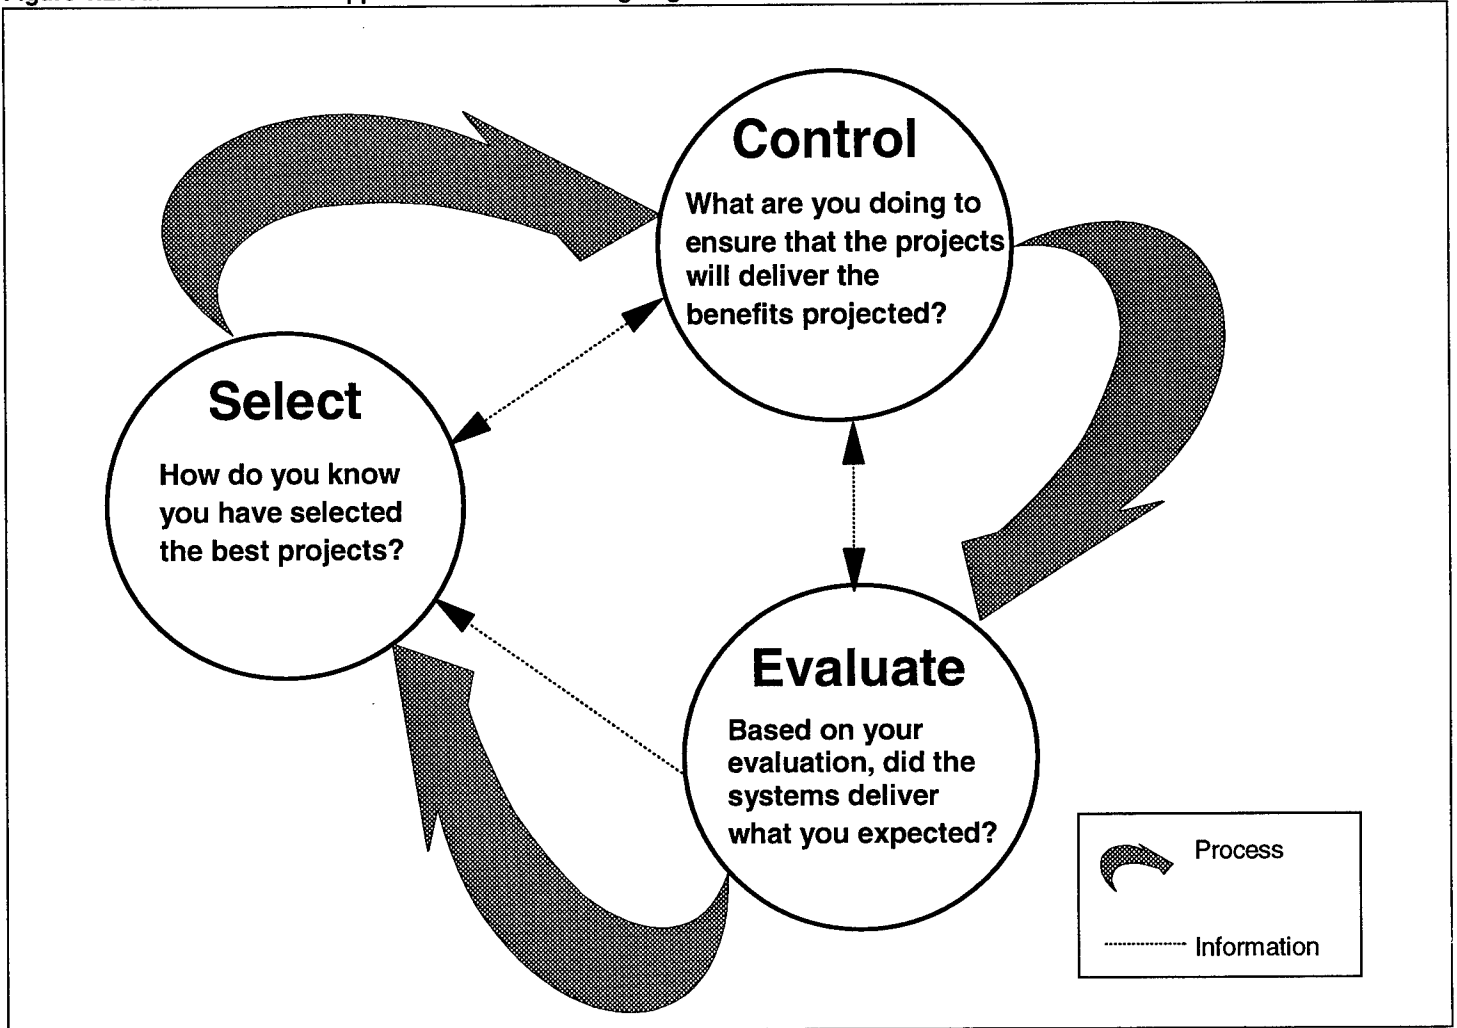 Control
What are you doing to
ensure that the projects
will deliver the
benefits projected?
Select
How do you know
you have selected
the best projects?
Evaluate
Based on your
evaluation, did the
systems deliver
what you expected?
Process
Information